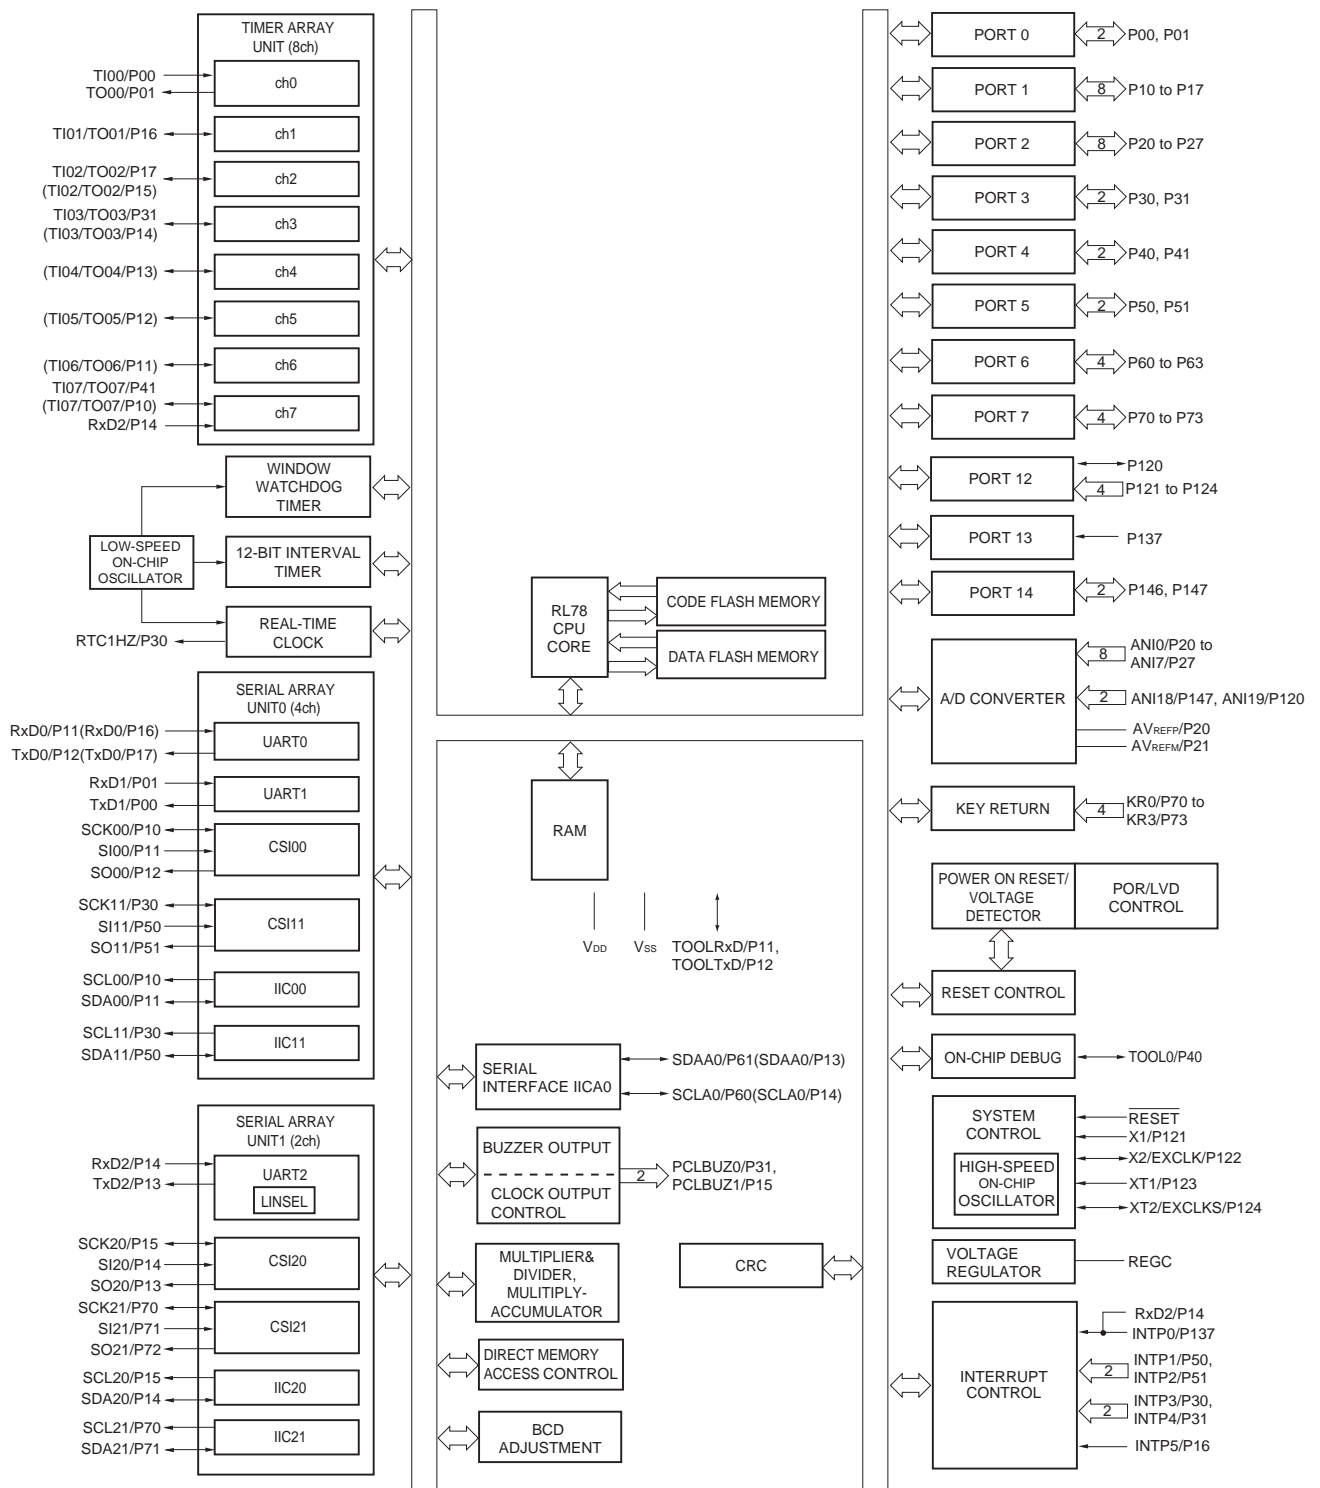 TIMER ARRAY
UNIT (8ch)
TI00/P00
TO00/P01
ch0
TI01/TO01/P16
ch1
TI02/TO02/P17
(TI02/TO02/P15)
ch2
TI03/TO03/P31
(TI03/TO03/P14)
ch3
(TI04/TO04/P13)
ch4
(TI05/TO05/P12)
ch5
(TI06/TO06/P11)
ch6
TI07/TO07/P41
(TI07/TO07/P10)
RxD2/P14
ch7
WINDOW
WATCHDOG
TIMER
LOW-SPEED
ON-CHIP
OSCILLATOR
12-BIT INTERVAL
TIMER
REAL-TIME
CLOCK
RTC1HZ/P30
SERIAL ARRAY
UNIT0 (4ch)
RxD0/P11(RxD0/P16)
TxD0/P12(TxD0/P17)
UART0
RxD1/P01
TxD1/P00
UART1
SCK00/P10
SI00/P11
SO00/P12
CSI00
SCK11/P30
SI11/P50
SO11/P51
CSI11
SCL00/P10
SDA00/P11
IIC00
SCL11/P30
SDA11/P50
IIC11
SERIAL ARRAY
UNIT1 (2ch)
RxD2/P14
TxD2/P13
UART2
LINSEL
SCK20/P15
SI20/P14
SO20/P13
CSI20
SCK21/P70
SI21/P71
SO21/P72
CSI21
SCL20/P15
SDA20/P14
IIC20
SCL21/P70
SDA21/P71
IIC21
RL78
CPU
CORE
CODE FLASH MEMORY
DATA FLASH MEMORY
RAM
VDD
VSS
TOOLRxD/P11,
TOOLTxD/P12
SERIAL
INTERFACE IICA0
SDAA0/P61(SDAA0/P13)
SCLA0/P60(SCLA0/P14)
BUZZER OUTPUT
CLOCK OUTPUT
CONTROL
2
PCLBUZ0/P31,
PCLBUZ1/P15
MULTIPLIER&
DIVIDER,
MULITIPLY-
ACCUMULATOR
CRC
DIRECT MEMORY
ACCESS CONTROL
BCD
ADJUSTMENT
PORT 0
2
P00, P01
PORT 1
8
P10 to P17
PORT 2
8
P20 to P27
PORT 3
2
P30, P31
PORT 4
2
P40, P41
PORT 5
2
P50, P51
PORT 6
4
P60 to P63
PORT 7
4
P70 to P73
PORT 12
P120
4
P121 to P124
PORT 13
P137
PORT 14
2
P146, P147
A/D CONVERTER
8
ANI0/P20 to
ANI7/P27
2
ANI18/P147, ANI19/P120
AVREFP/P20
AVREFM/P21
KEY RETURN
4
KR0/P70 to
KR3/P73
POWER ON RESET/
VOLTAGE
DETECTOR
POR/LVD
CONTROL
RESET CONTROL
ON-CHIP DEBUG
TOOL0/P40
SYSTEM
CONTROL
HIGH-SPEED
ON-CHIP
OSCILLATOR
RESET
X1/P121
X2/EXCLK/P122
XT1/P123
XT2/EXCLKS/P124
VOLTAGE
REGULATOR
REGC
INTERRUPT
CONTROL
RxD2/P14
INTP0/P137
2
INTP1/P50,
INTP2/P51
2
INTP3/P30,
INTP4/P31
INTP5/P16